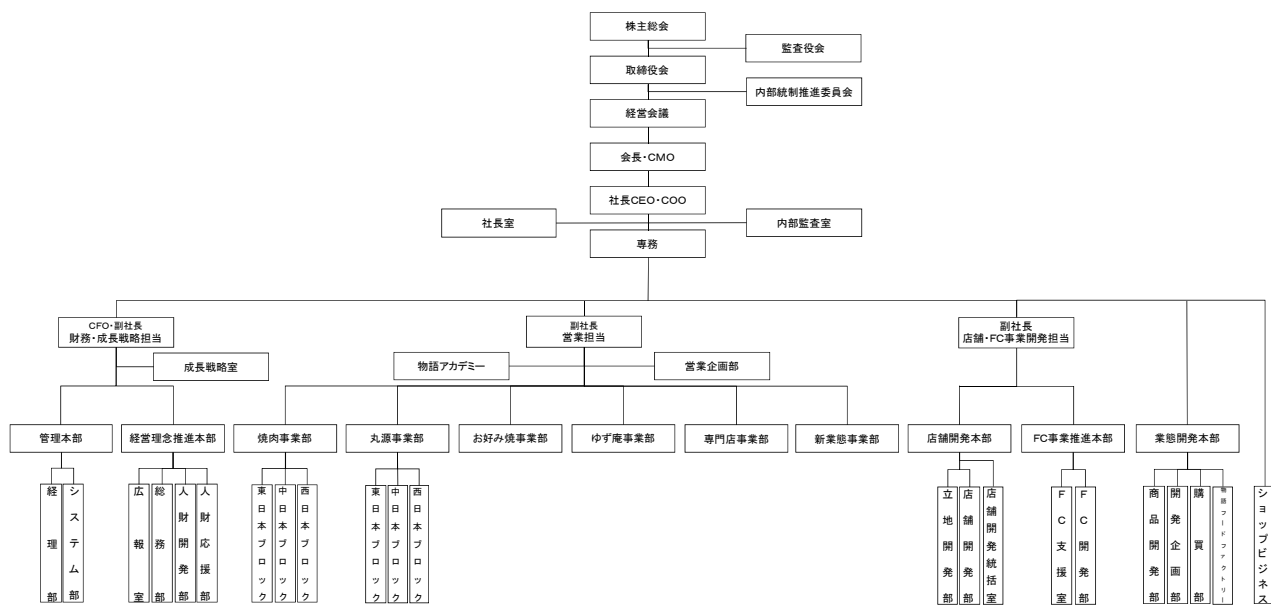 株主総会
監査役会
取締役会
内部統制推進委員会
経営会議
会長・CMO
社長CEO・COO
社長室
内部監査室
専務
CFO・副社長
財務・成長戦略担当
副社長
営業担当
副社長
店舗・FC事業開発担当
成長戦略室
物語アカデミー
営業企画部
管理本部
経営理念推進本部
焼肉事業部
丸源事業部
お好み焼事業部
ゆず庵事業部
専門店事業部
新業態事業部
店舗開発本部
FC事業推進本部
業態開発本部
経理部
システム部
広報室
総務部
人財開発部
人財応援部
東日本ブロック
中日本ブロック
西日本ブロック
東日本ブロック
中日本ブロック
西日本ブロック
立地開発部
店舗開発部
店舗開発統括室
FC支援室
FC開発部
商品開発部
開発企画部
購買部
物語フードファクトリー
ショップビジネス